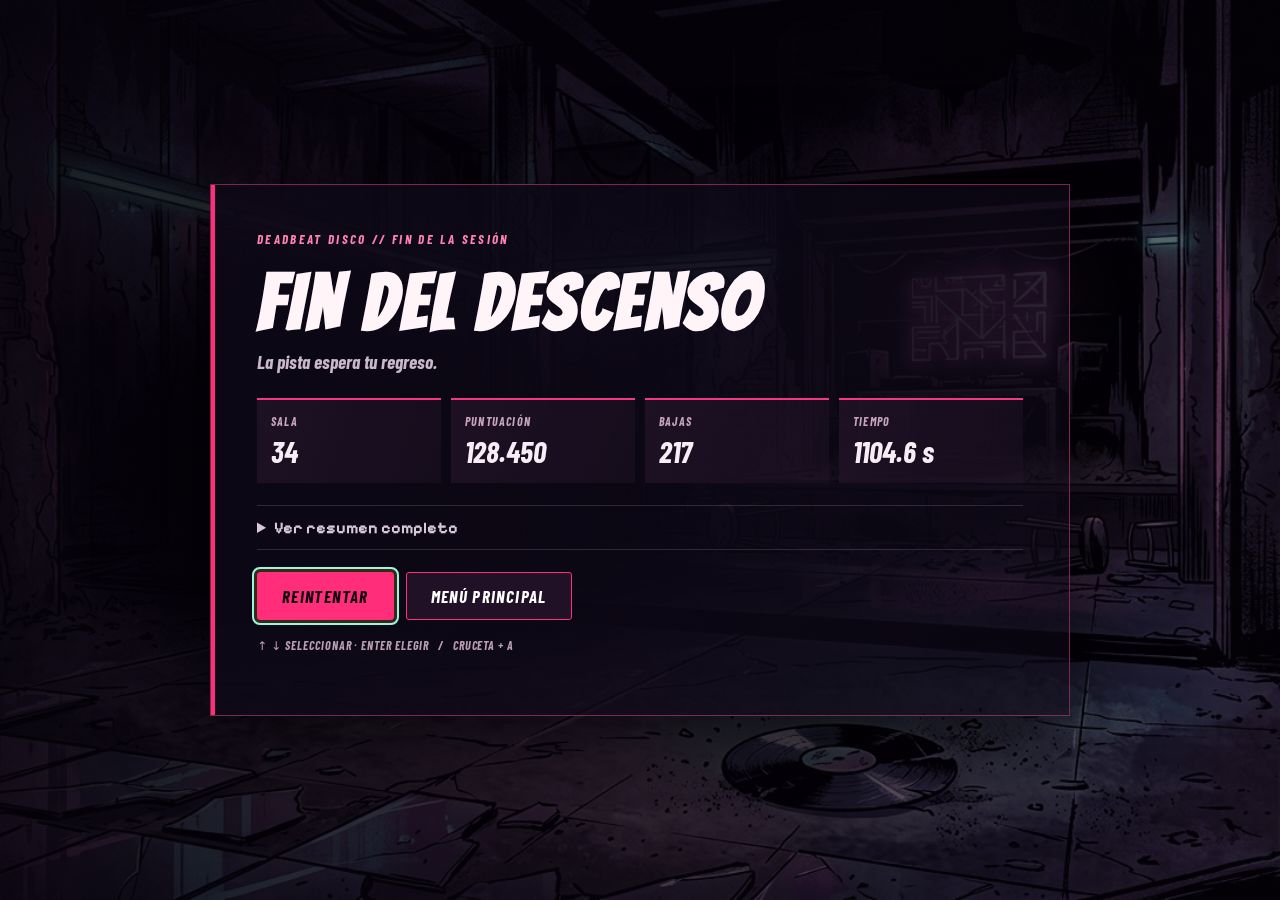 DEADBEAT DISCO // FIN DE LA SESIÓN
FIN DEL DESCENSO
La pista espera tu regreso.
SALA
34
PUNTUACIÓN
128.450
BAJAS
217
TIEMPO
1104.6 s
▶ Ver resumen completo
REINTENTAR
MENÚ PRINCIPAL
↑ ↓ SELECCIONAR · ENTER ELEGIR / CRUCETA + A